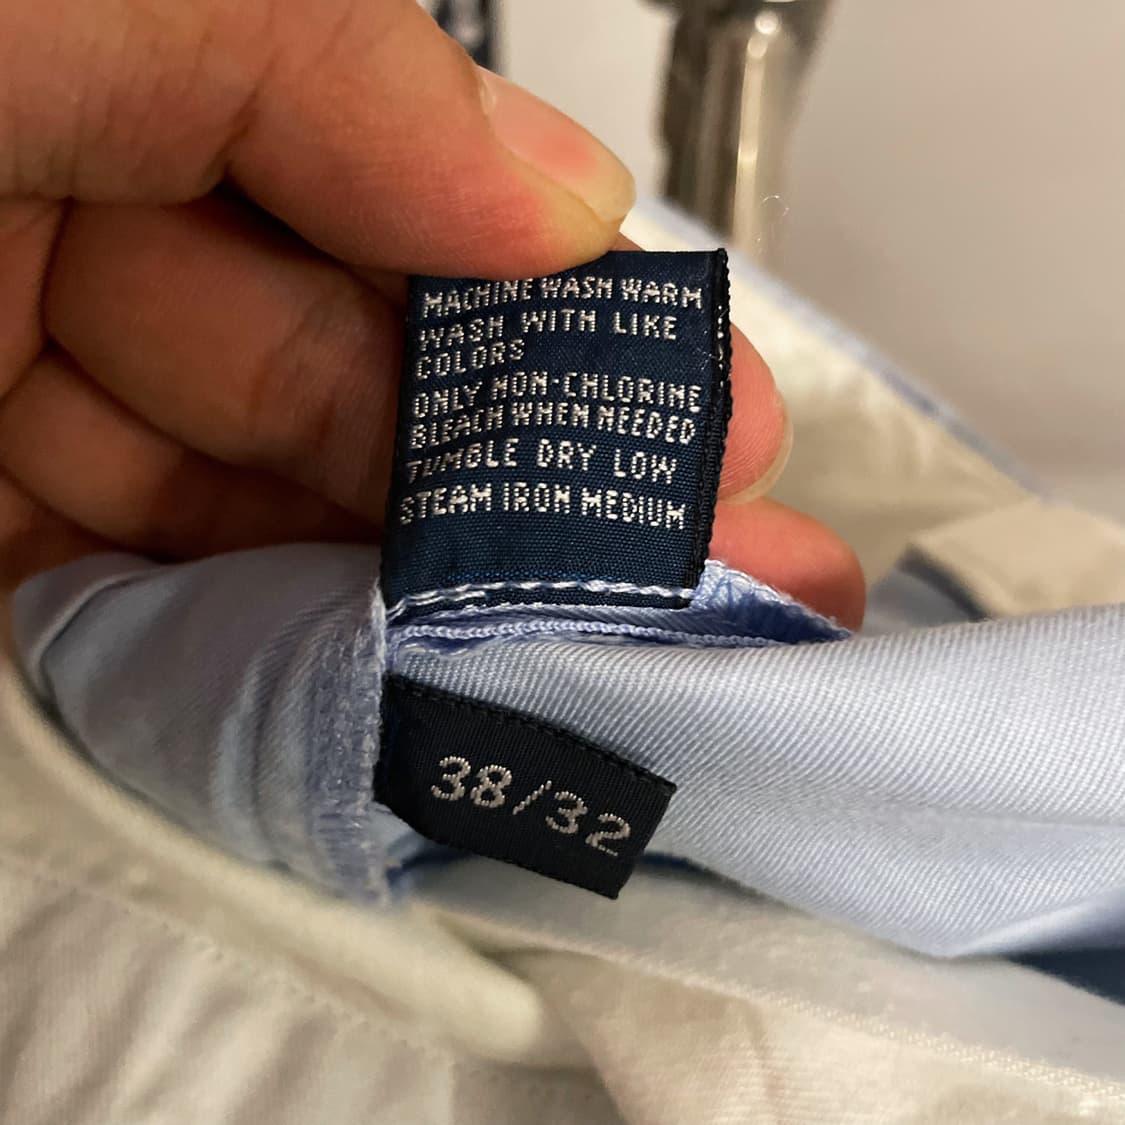 MACHINE WASH WARM
WASH WITH LIKE
COLORS
ONLY NON-CHLORINE
BLEACH WHEN NEEDED
TUMBLE DRY LOW
STEAM IRON MEDIUM
38/32